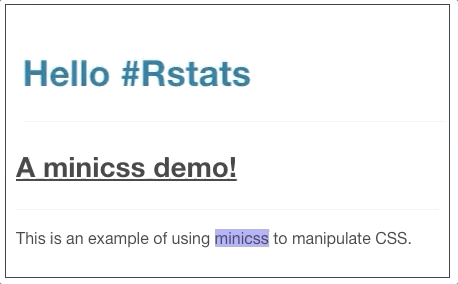 Hello #Rstats
A minicss demo!
This is an example of using minicss to manipulate CSS.